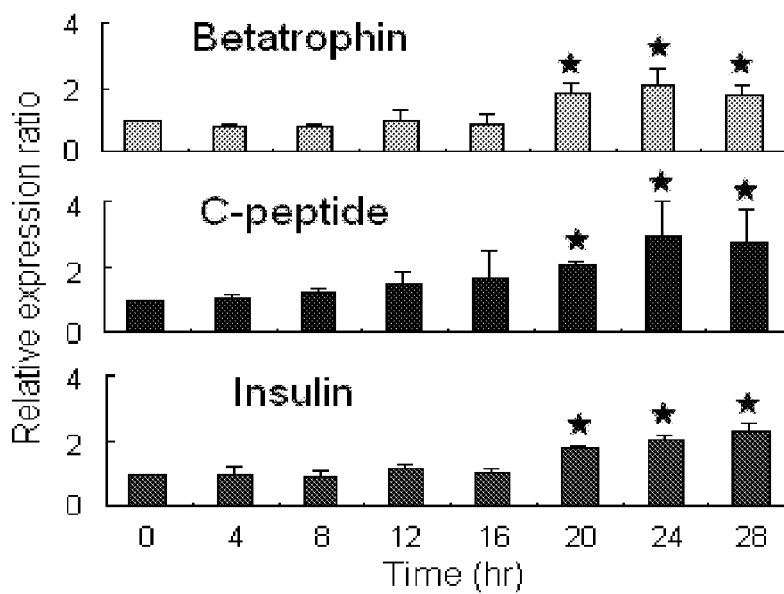 Relative expression ratio
Betatrophin
4
2
0
C-peptide
4
2
0
Insulin
4
2
0
0 4 8 12 16 20 24 28
Time (hr)